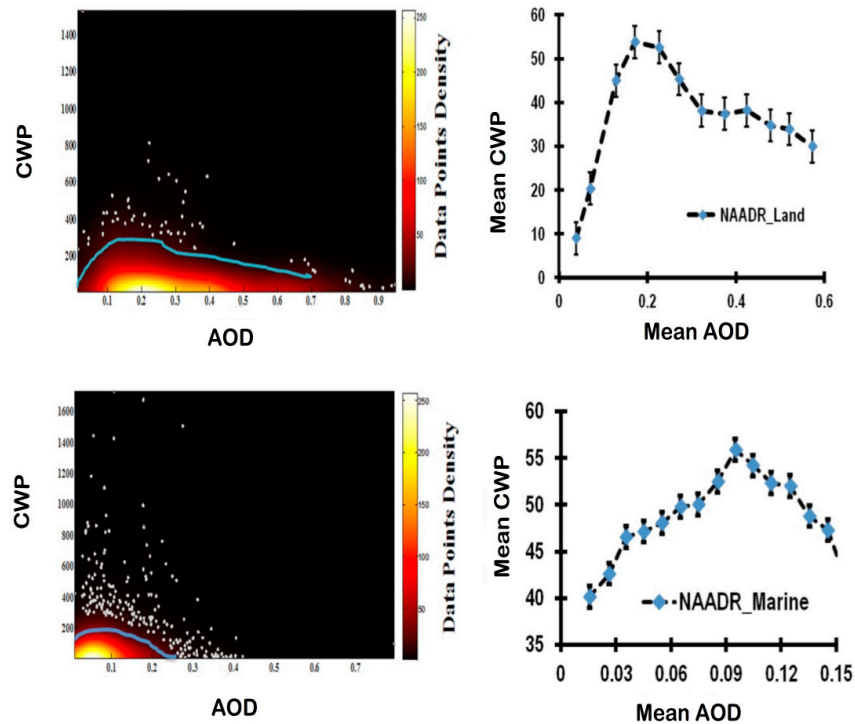 1400
1200
1000
800
600
400
200
CWP
0.1 0.2 0.3 0.4 0.5 0.6 0.7 0.8 0.9
AOD
250
200
150
100
50
Data Points Density
60
50
40
30
20
10
0
Mean CWP
NAADR_Land
0 0.2 0.4 0.6
Mean AOD
1600
1400
1200
1000
800
600
400
200
CWP
0.1 0.2 0.3 0.4 0.5 0.6 0.7
AOD
250
200
150
100
50
Data Points Density
60
55
50
45
40
35
Mean CWP
NAADR_Marine
0 0.03 0.06 0.09 0.12 0.15
Mean AOD